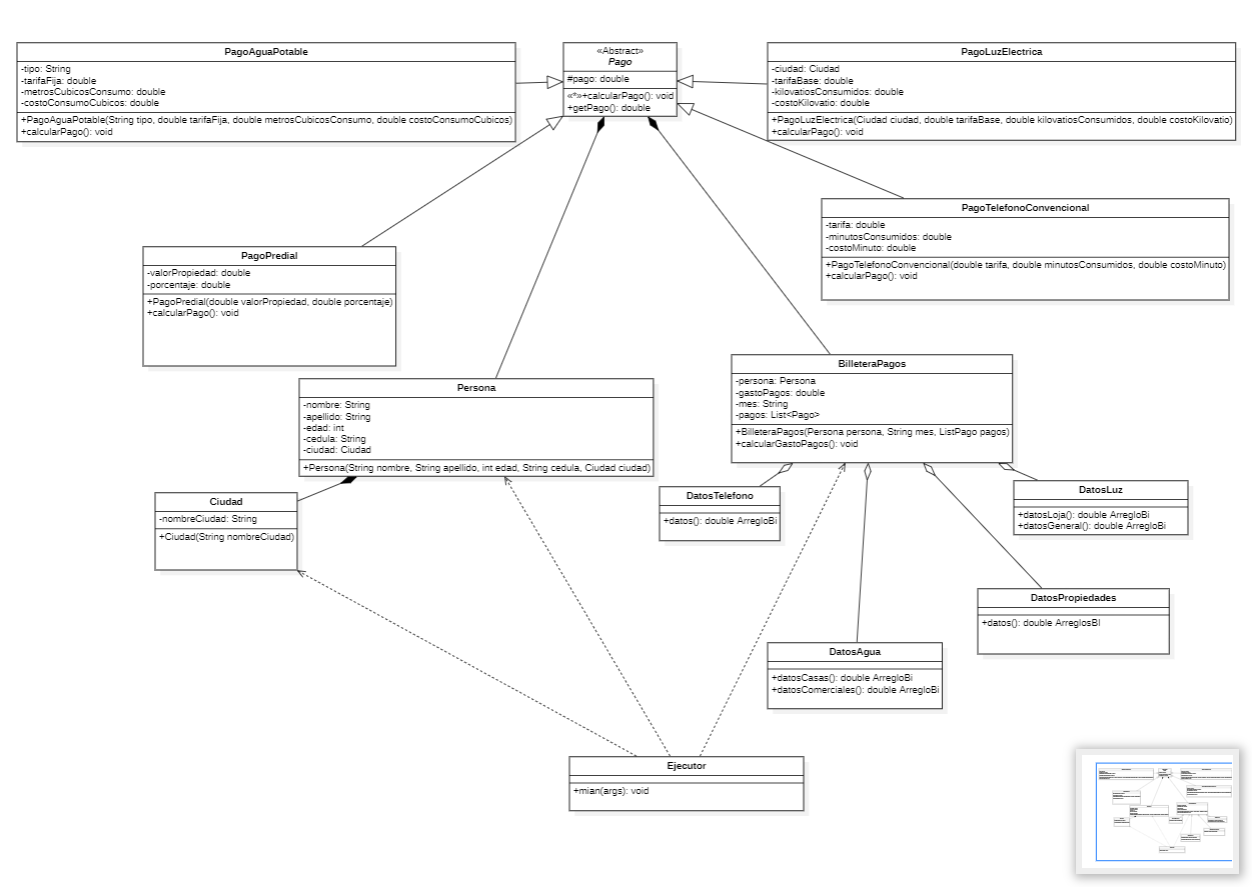 PagoAguaPotable
-tipo: String
-tarifaFija: double
-metrosCubicosConsumo: double
-costoConsumoCubicos: double
+PagoAguaPotable(String tipo, double tarifaFija, double metrosCubicosConsumo, double costoConsumoCubicos)
+calcularPago(): void
«Abstract»
Pago
#pago: double
«*»+calcularPago(): void
+getPago(): double
PagoLuzElectrica
-ciudad: Ciudad
-tarifaBase: double
-kilovatiosConsumidos: double
-costoKilovatio: double
+PagoLuzElectrica(Ciudad ciudad, double tarifaBase, double kilovatiosConsumidos, double costoKilovatio)
+calcularPago(): void
PagoTelefonoConvencional
-tarifa: double
-minutosConsumidos: double
-costoMinuto: double
+PagoTelefonoConvencional(double tarifa, double minutosConsumidos, double costoMinuto)
+calcularPago(): void
PagoPredial
-valorPropiedad: double
-porcentaje: double
+PagoPredial(double valorPropiedad, double porcentaje)
+calcularPago(): void
Persona
-nombre: String
-apellido: String
-edad: int
-cedula: String
-ciudad: Ciudad
+Persona(String nombre, String apellido, int edad, String cedula, Ciudad ciudad)
BilleteraPagos
-persona: Persona
-gastoPagos: double
-mes: String
-pagos: List<Pago>
+BilleteraPagos(Persona persona, String mes, ListPago pagos)
+calcularGastoPagos(): void
Ciudad
-nombreCiudad: String
+Ciudad(String nombreCiudad)
DatosTelefono
+datos(): double ArregloBi
DatosLuz
+datosLoja(): double ArregloBi
+datosGeneral(): double ArregloBi
DatosPropiedades
+datos(): double ArreglosBI
DatosAgua
+datosCasas(): double ArregloBi
+datosComerciales(): double ArregloBi
Ejecutor
+mian(args): void